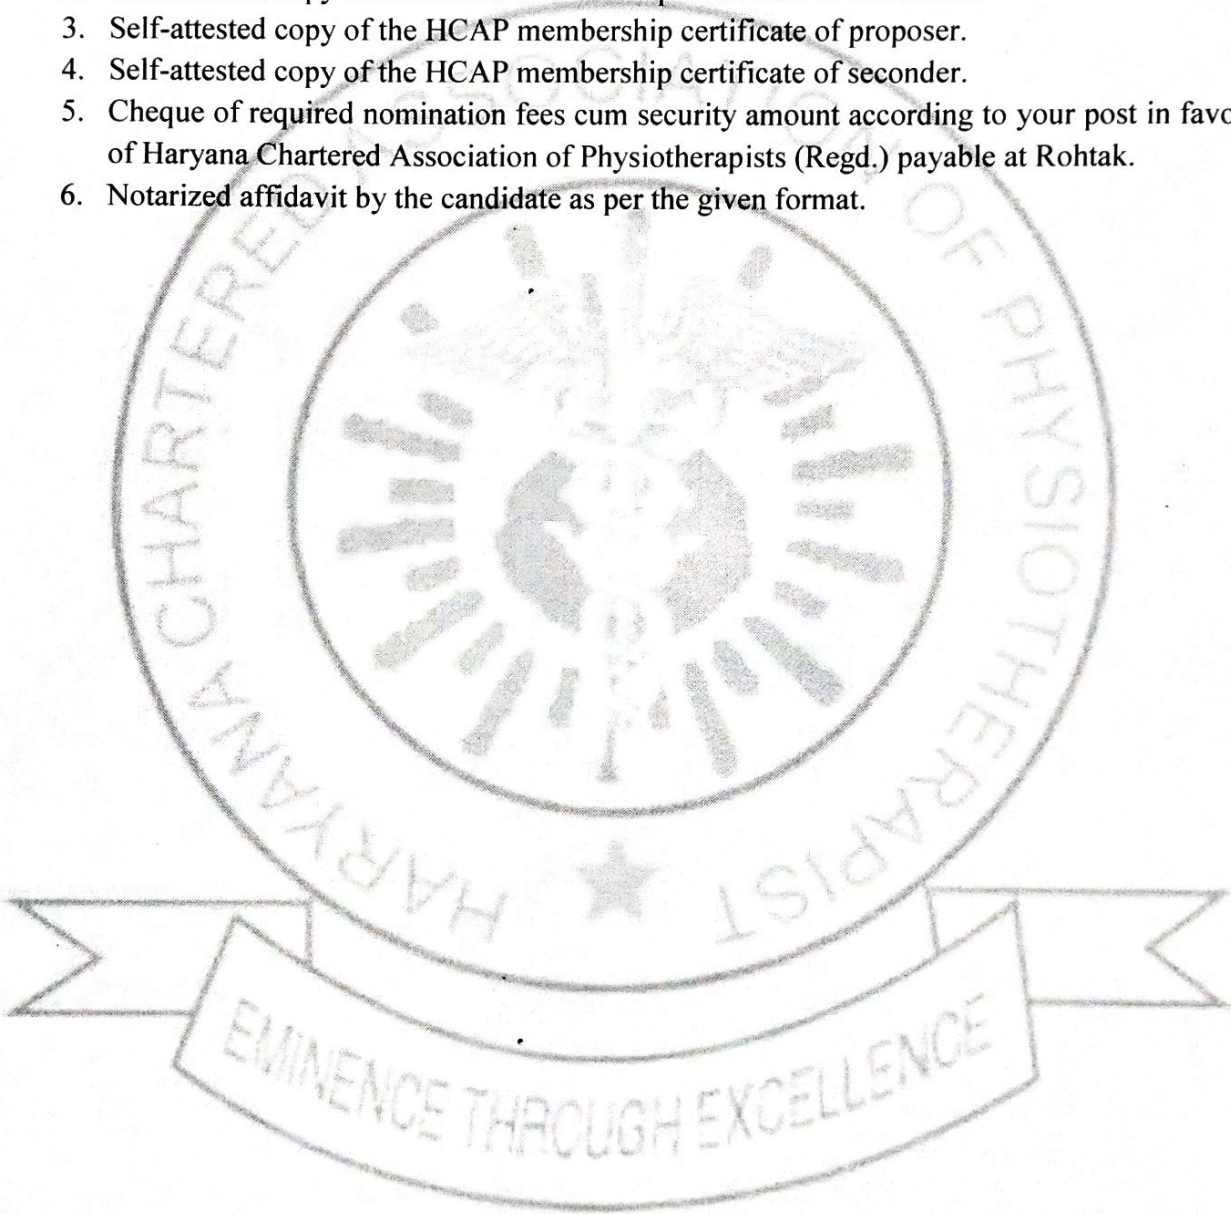 3. Self-attested copy of the HCAP membership certificate of proposer.
4. Self-attested copy of the HCAP membership certificate of seconder.
5. Cheque of required nomination fees cum security amount according to your post in favo
of Haryana Chartered Association of Physiotherapists (Regd.) payable at Rohtak.
6. Notarized affidavit by the candidate as per the given format.
HARYANA CHARTERED ASSOCIATION OF PHYSIOTHERAPIST
EMINENCE THROUGH EXCELLENCE